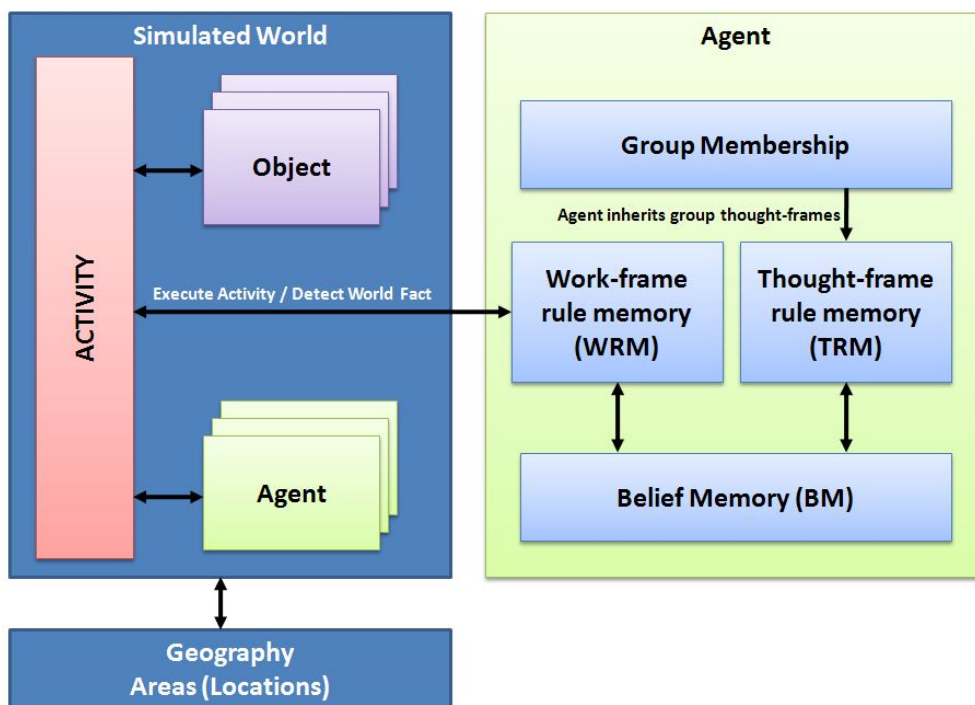 Simulated World
ACTIVITY
Object
Execute Activity / Detect World Fact
Agent
Geography
Areas (Locations)
Agent
Group Membership
Agent inherits group thought-frames
Work-frame
rule memory
(WRM)
Thought-frame
rule memory
(TRM)
Belief Memory (BM)